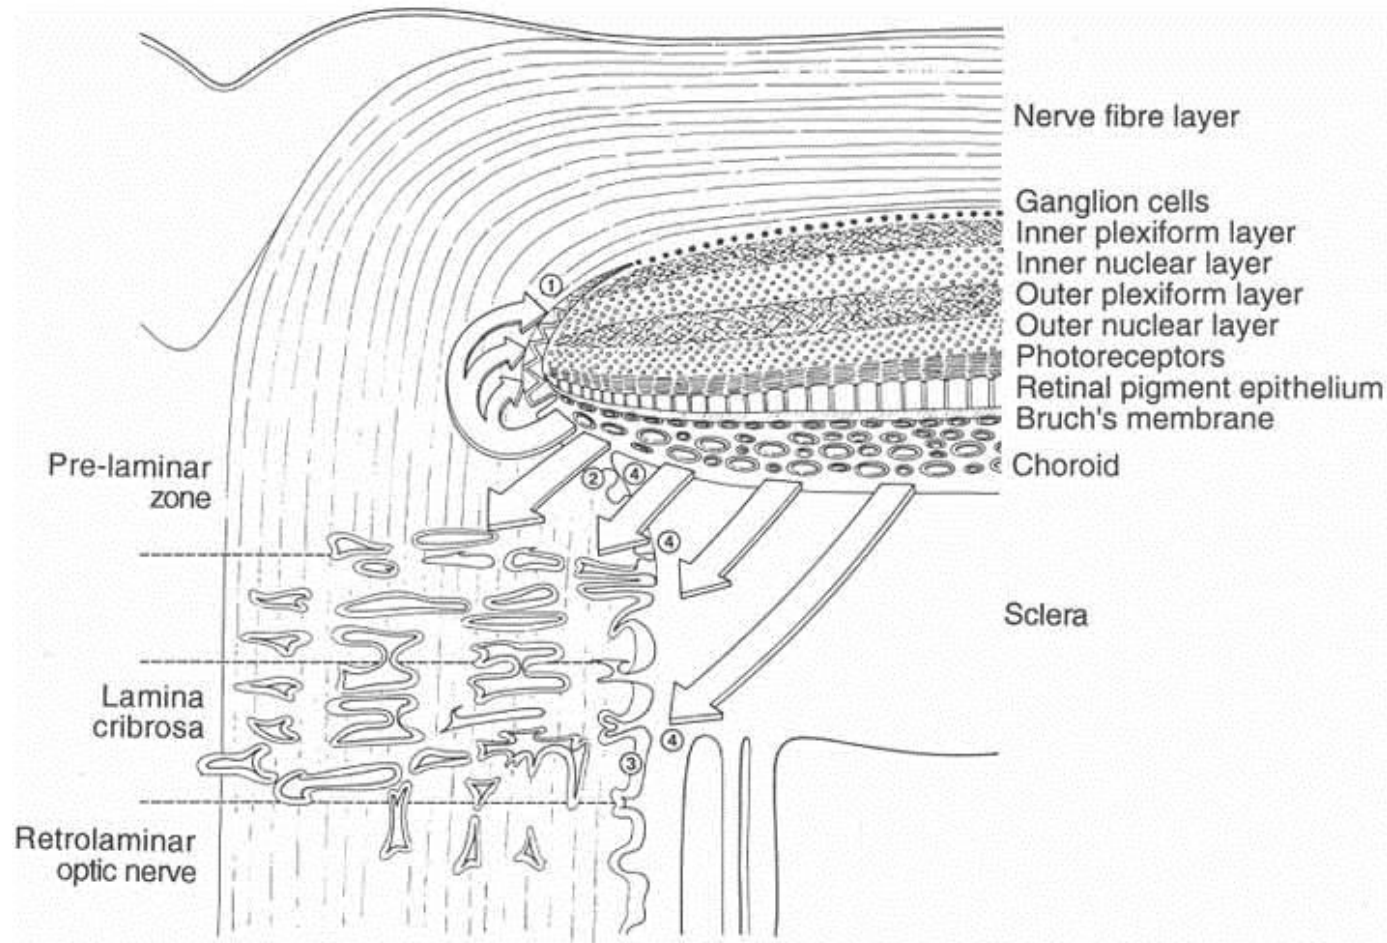 Nerve fibre layer
Ganglion cells
Inner plexiform layer
Inner nuclear layer
Outer plexiform layer
Outer nuclear layer
Photoreceptors
Retinal pigment epithelium
Bruch's membrane
Choroid
Sclera
Pre-laminar
zone
Lamina
cribrosa
Retrolaminar
optic nerve
1
2
4
4
4
3